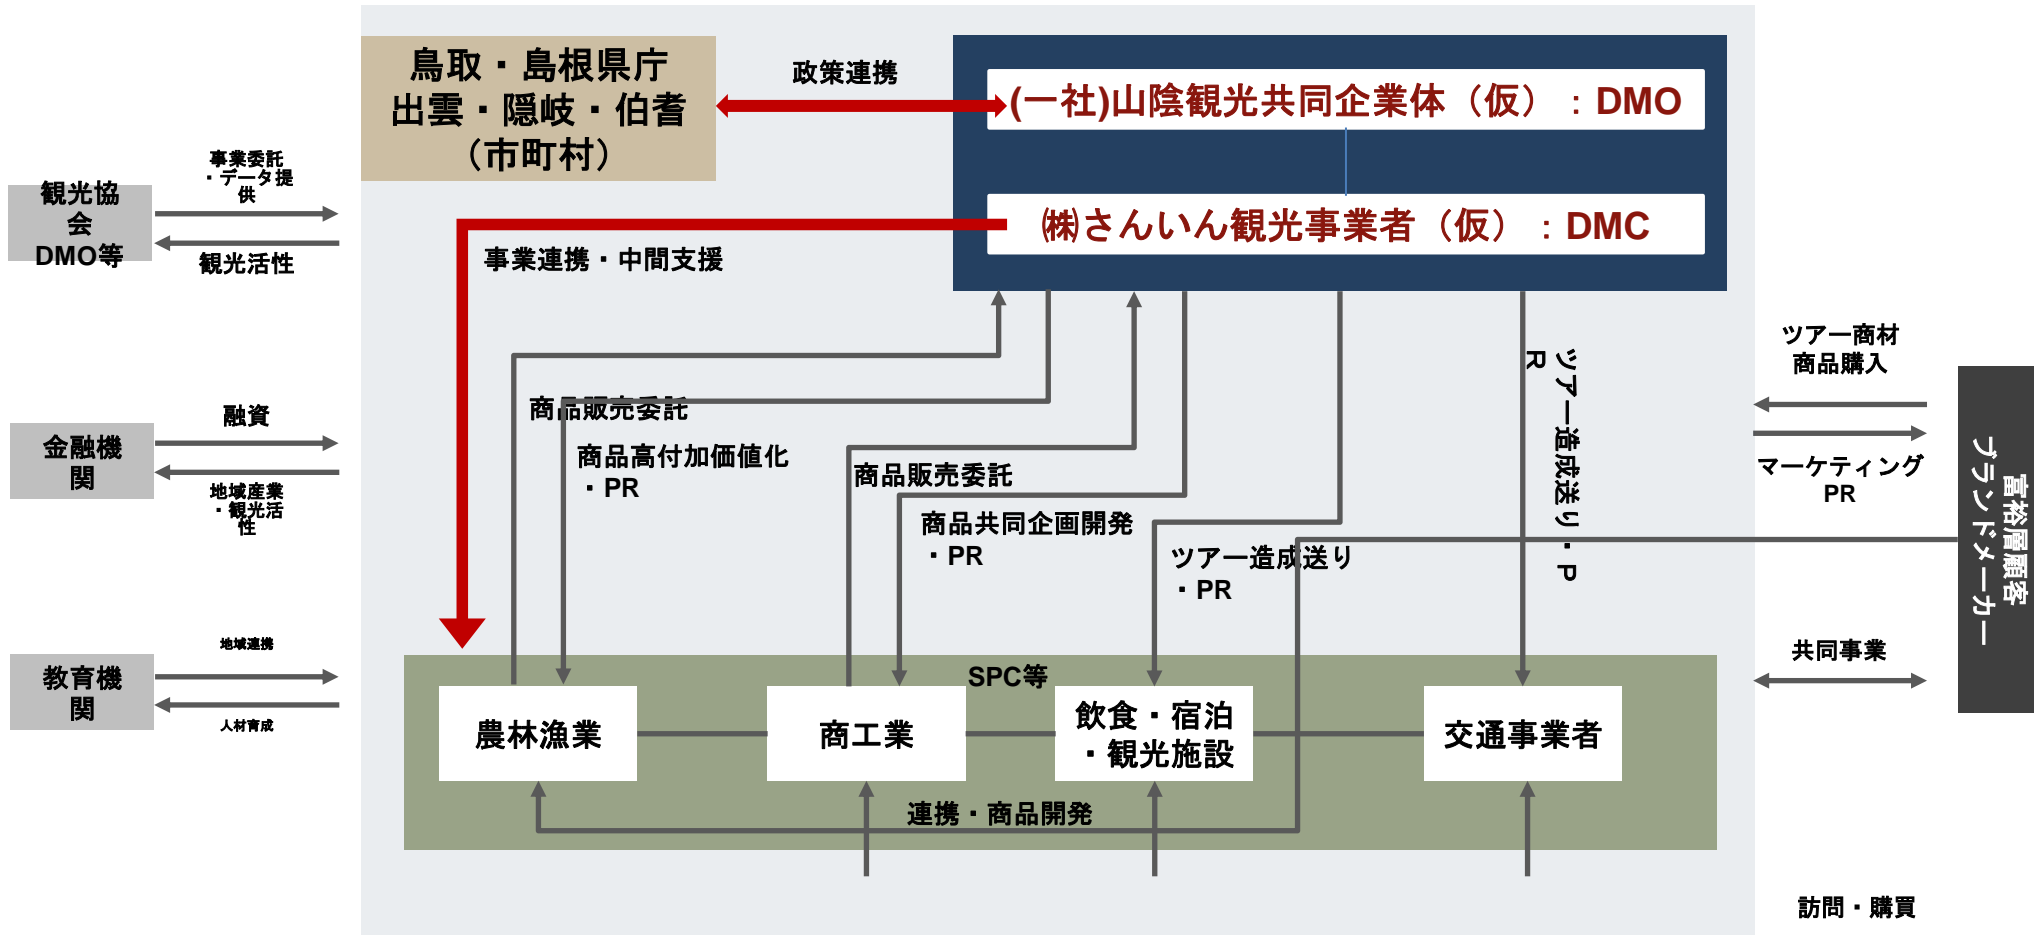 鳥取・島根県庁
出雲・隠岐・伯耆
（市町村）
政策連携
(一社)山陰観光共同企業体（仮）：DMO
㈱さんいん観光事業者（仮）：DMC
事業連携・中間支援
観光協
会
DMO等
事業委託
・データ提
供
観光活性
金融機
関
融資
地域産業
・観光活
性
教育機
関
地域連携
人材育成
商品販売委託
商品高付加価値化
・PR
商品販売委託
商品共同企画開発
・PR
ツアー造成送り
・PR
ツアー造成送り・P
R
ツアー商材
商品購入
マーケティング
PR
富裕層顧客
ブランドメーカー
共同事業
SPC等
農林漁業
商工業
飲食・宿泊
・観光施設
交通事業者
連携・商品開発
訪問・購買